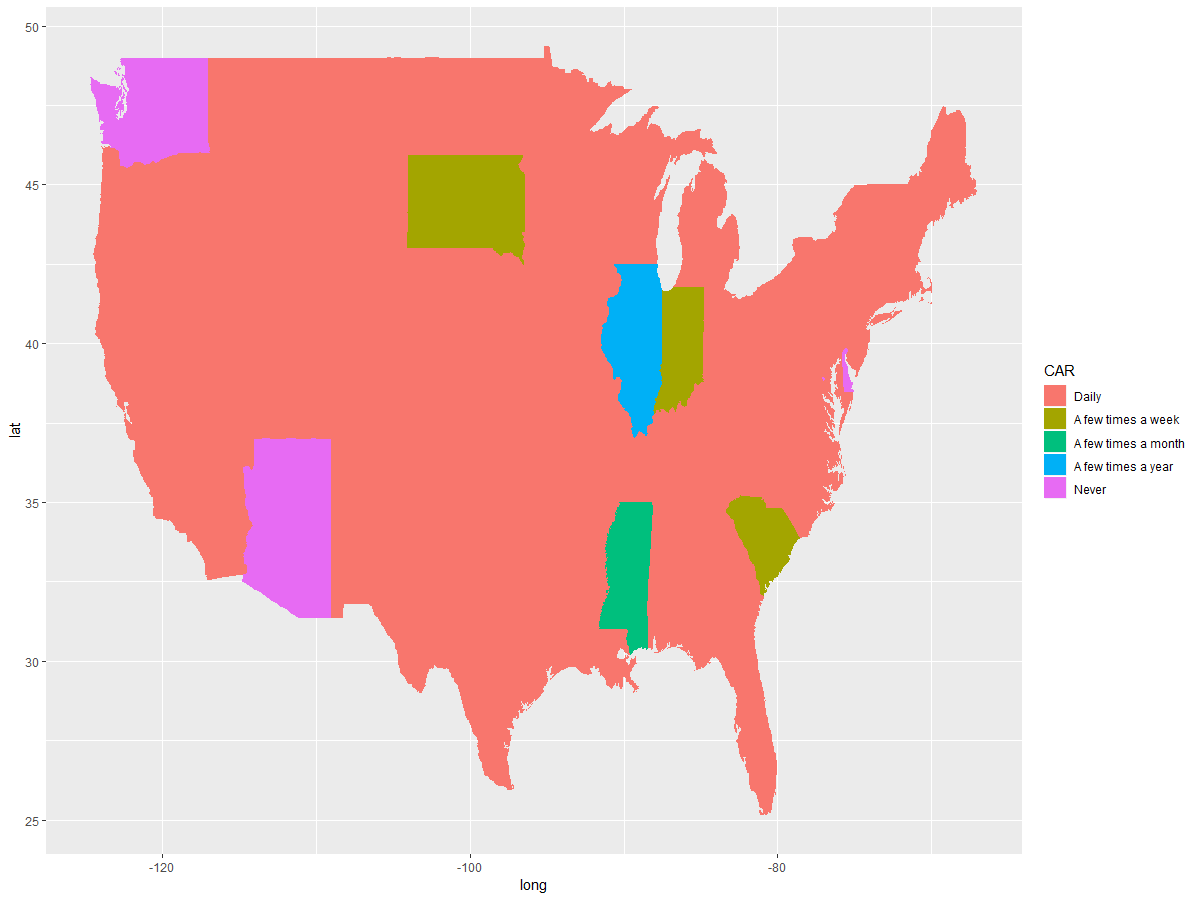 50
45
40
35
30
25
lat
-120
-100
-80
long
CAR
Daily
A few times a week
A few times a month
A few times a year
Never